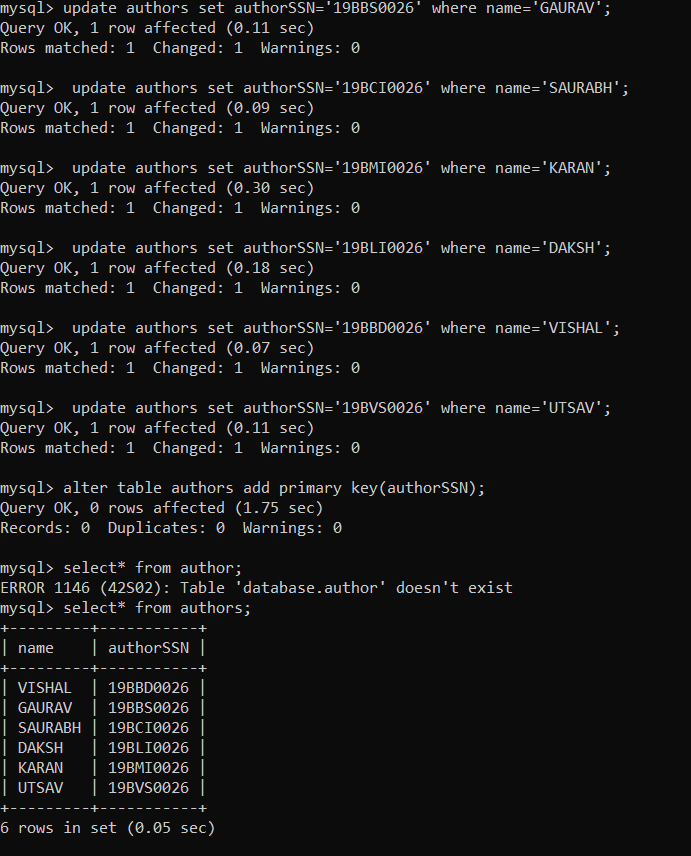 mysql> update authors set authorSSN='19BBS0026' where name='GAURAV';
Query OK, 1 row affected (0.11 sec)
Rows matched: 1  Changed: 1  Warnings: 0

mysql>  update authors set authorSSN='19BCI0026' where name='SAURABH';
Query OK, 1 row affected (0.09 sec)
Rows matched: 1  Changed: 1  Warnings: 0

mysql>  update authors set authorSSN='19BMI0026' where name='KARAN';
Query OK, 1 row affected (0.30 sec)
Rows matched: 1  Changed: 1  Warnings: 0

mysql>  update authors set authorSSN='19BLI0026' where name='DAKSH';
Query OK, 1 row affected (0.18 sec)
Rows matched: 1  Changed: 1  Warnings: 0

mysql>  update authors set authorSSN='19BBD0026' where name='VISHAL';
Query OK, 1 row affected (0.07 sec)
Rows matched: 1  Changed: 1  Warnings: 0

mysql>  update authors set authorSSN='19BVS0026' where name='UTSAV';
Query OK, 1 row affected (0.11 sec)
Rows matched: 1  Changed: 1  Warnings: 0

mysql> alter table authors add primary key(authorSSN);
Query OK, 0 rows affected (1.75 sec)
Records: 0  Duplicates: 0  Warnings: 0

mysql> select* from author;
ERROR 1146 (42S02): Table 'database.author' doesn't exist
mysql> select* from authors;
+---------+-----------+
| name    | authorSSN |
+---------+-----------+
| VISHAL  | 19BBD0026 |
| GAURAV  | 19BBS0026 |
| SAURABH | 19BCI0026 |
| DAKSH   | 19BLI0026 |
| KARAN   | 19BMI0026 |
| UTSAV   | 19BVS0026 |
+---------+-----------+
6 rows in set (0.05 sec)